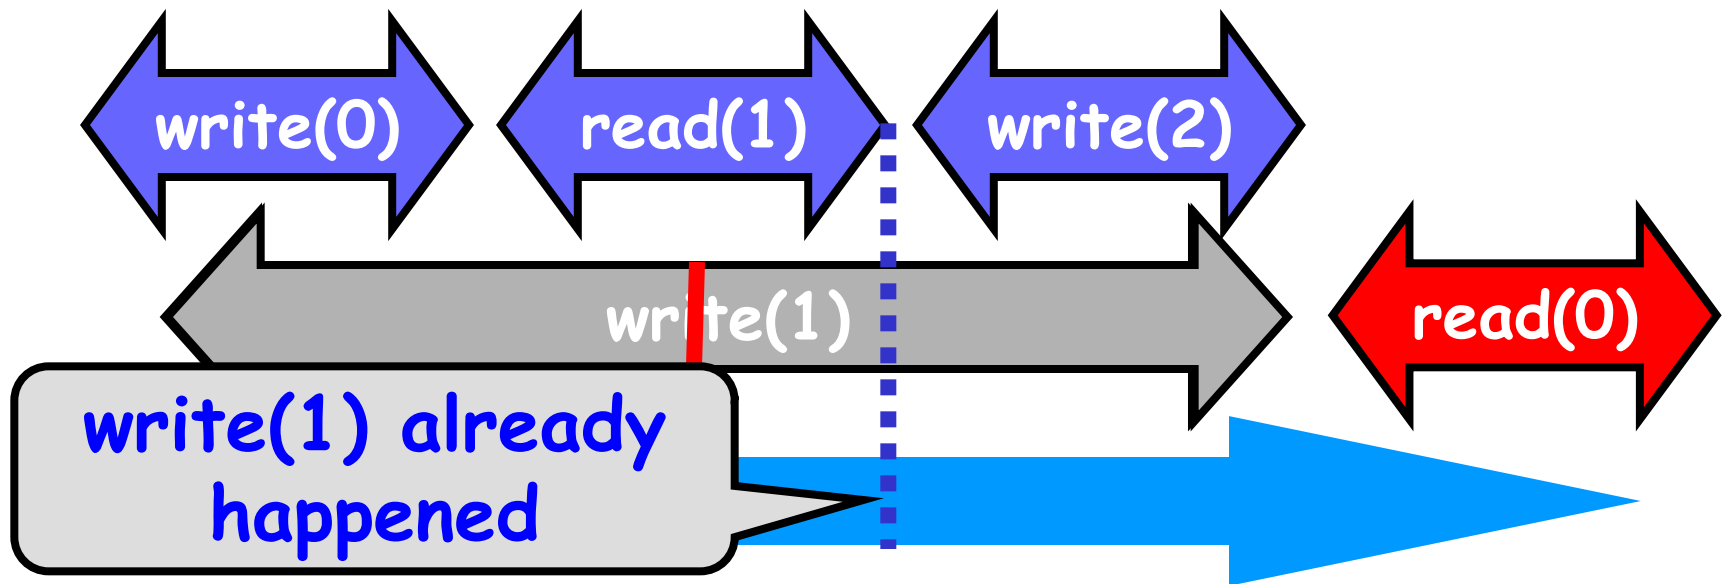 write(0)
read(1)
write(2)
write(1)
read(0)
write(1) already
happened